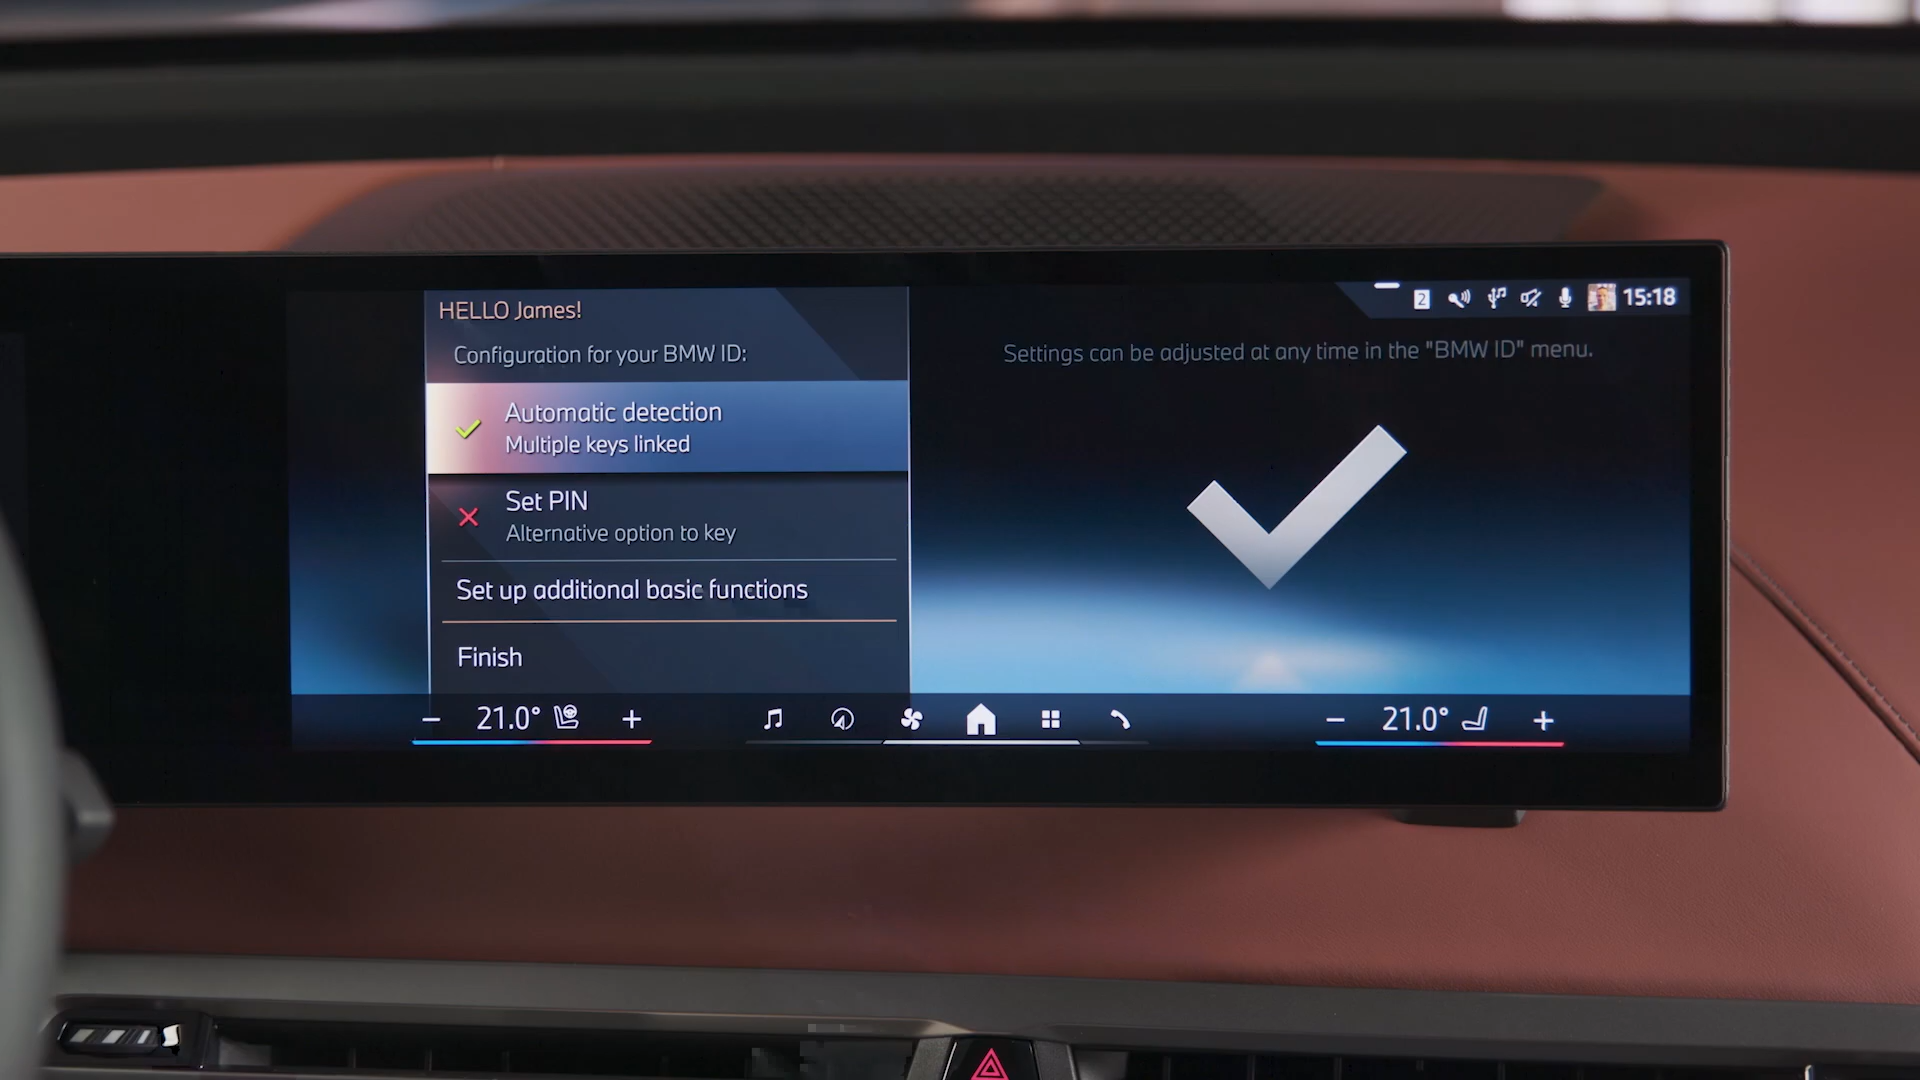 HELLO James!
Configuration for your BMW ID:
Automatic detection
Multiple keys linked
Set PIN
Alternative option to key
Set up additional basic functions
Finish
2
15:18
Settings can be adjusted at any time in the "BMW ID" menu.
− 21.0° +
− 21.0° +